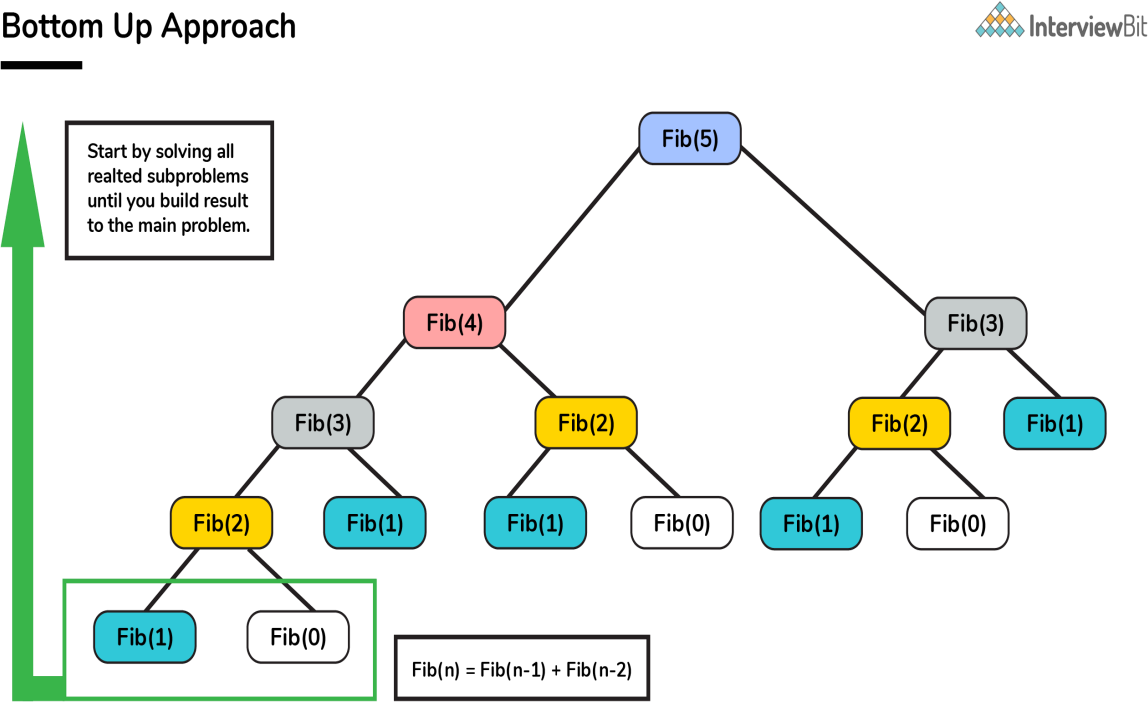 Bottom Up Approach
InterviewBit
Start by solving all
realted subproblems
until you build result
to the main problem.
Fib(5)
Fib(4)
Fib(3)
Fib(3)
Fib(2)
Fib(2)
Fib(1)
Fib(2)
Fib(1)
Fib(1)
Fib(0)
Fib(1)
Fib(0)
Fib(1)
Fib(0)
Fib(n) = Fib(n-1) + Fib(n-2)